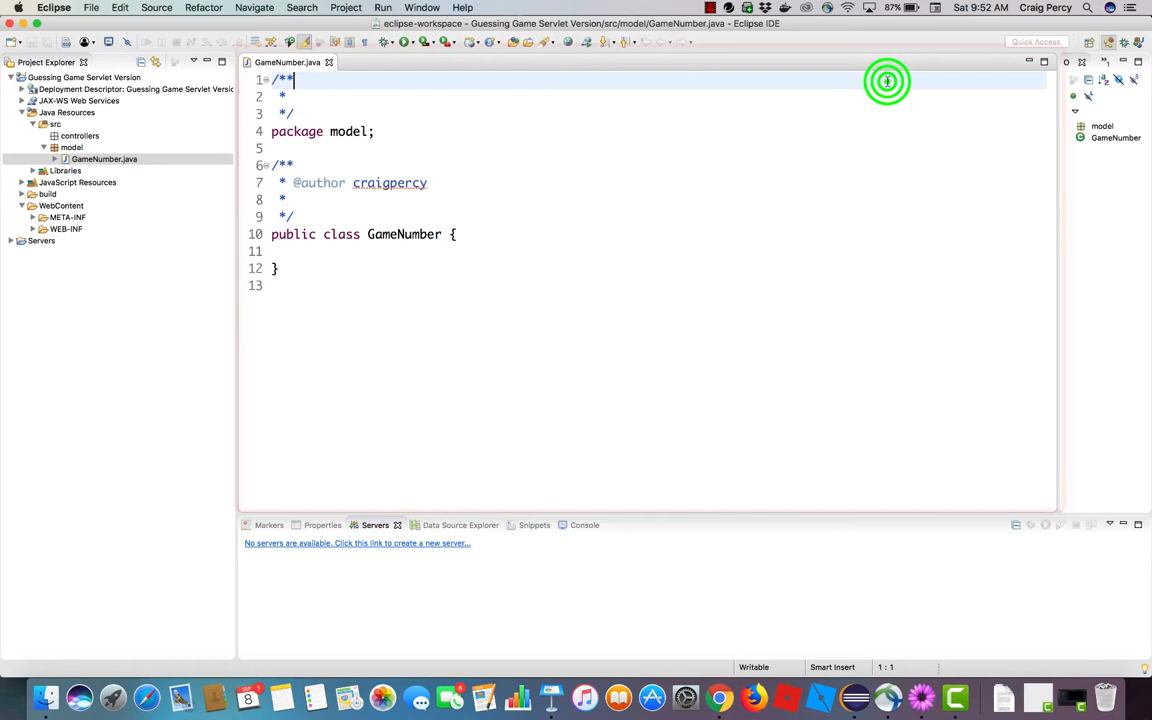 Eclipse File Edit Source Refactor Navigate Search Project Run Window Help 87% Sat 9:52 AM Craig Percy
eclipse-workspace - Guessing Game Servlet Version/src/model/GameNumber.java - Eclipse IDE
Quick Access
Project Explorer
Guessing Game Servlet Version
Deployment Descriptor: Guessing Game Servlet Versic
JAX-WS Web Services
Java Resources
src
controllers
model
GameNumber.java
Libraries
JavaScript Resources
build
WebContent
META-INF
WEB-INF
Servers
GameNumber.java
1 /**
2 *
3 */
4 package model;
5
6 /**
7 * @author craigpercy
8 *
9 */
10 public class GameNumber {
11
12 }
13
O
model
GameNumber
Markers Properties Servers Data Source Explorer Snippets Console
No servers are available. Click this link to create a new server...
Writable Smart Insert 1 : 1
SEP
8
6